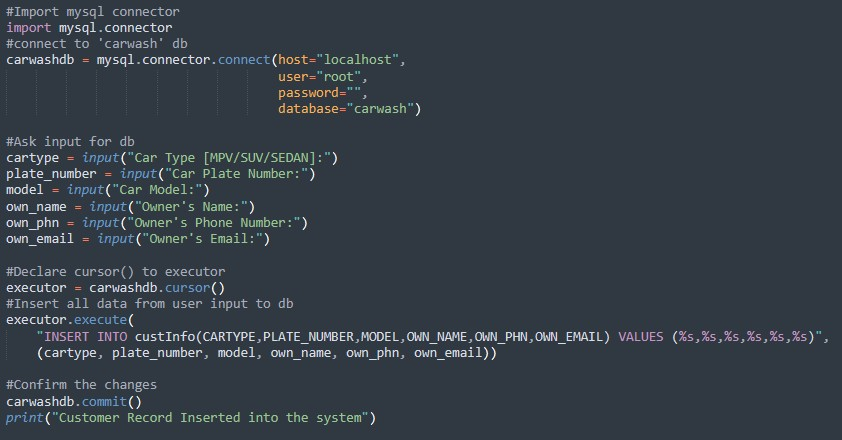 #Import mysql connector
import mysql.connector
#connect to 'carwash' db
carwashdb = mysql.connector.connect(host="localhost",
user="root",
password="",
database="carwash")
#Ask input for db
cartype = input("Car Type [MPV/SUV/SEDAN]:")
plate_number = input("Car Plate Number:")
model = input("Car Model:")
own_name = input("Owner's Name:")
own_phn = input("Owner's Phone Number:")
own_email = input("Owner's Email:")
#Declare cursor() to executor
executor = carwashdb.cursor()
#Insert all data from user input to db
executor.execute(
"INSERT INTO custInfo(CARTYPE,PLATE_NUMBER,MODEL,OWN_NAME,OWN_PHN,OWN_EMAIL) VALUES (%s,%s,%s,%s,%s,%s)",
(cartype, plate_number, model, own_name, own_phn, own_email))
#Confirm the changes
carwashdb.commit()
print("Customer Record Inserted into the system")